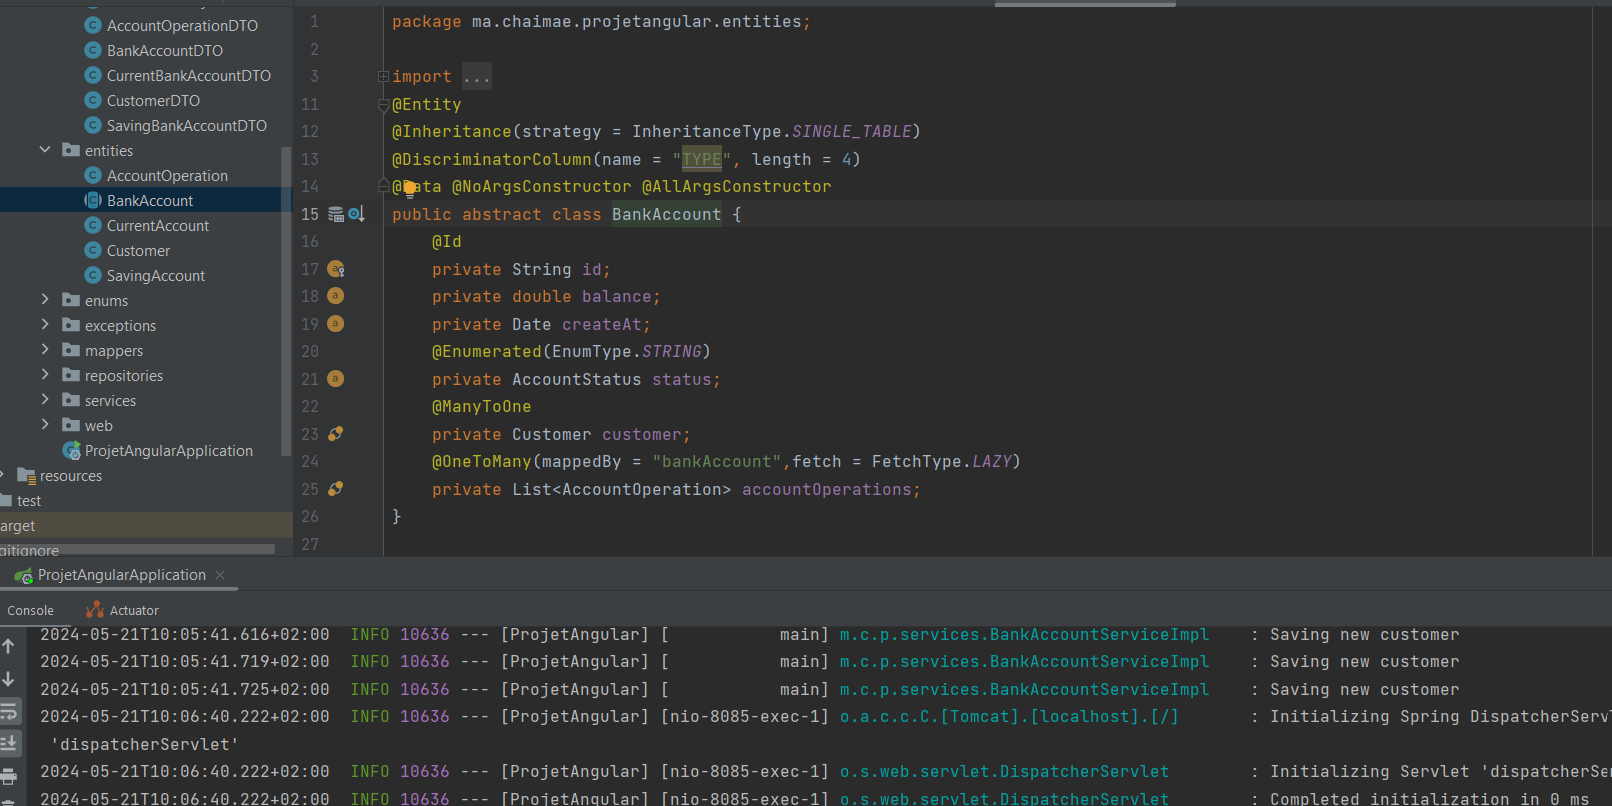 AccountOperationDTO
BankAccountDTO
CurrentBankAccountDTO
CustomerDTO
SavingBankAccountDTO
entities
AccountOperation
BankAccount
CurrentAccount
Customer
SavingAccount
enums
exceptions
mappers
repositories
services
web
ProjetAngularApplication
resources
test
arget
gitignore
1 package ma.chaimae.projetangular.entities;
2
3 import ...
11 @Entity
12 @Inheritance(strategy = InheritanceType.SINGLE_TABLE)
13 @DiscriminatorColumn(name = "TYPE", length = 4)
14 @Data @NoArgsConstructor @AllArgsConstructor
15 public abstract class BankAccount {
16 @Id
17 private String id;
18 private double balance;
19 private Date createAt;
20 @Enumerated(EnumType.STRING)
21 private AccountStatus status;
22 @ManyToOne
23 private Customer customer;
24 @OneToMany(mappedBy = "bankAccount",fetch = FetchType.LAZY)
25 private List<AccountOperation> accountOperations;
26 }
27
ProjetAngularApplication
Console Actuator
2024-05-21T10:05:41.616+02:00 INFO 10636 --- [ProjetAngular] [ main] m.c.p.services.BankAccountServiceImpl : Saving new customer
2024-05-21T10:05:41.719+02:00 INFO 10636 --- [ProjetAngular] [ main] m.c.p.services.BankAccountServiceImpl : Saving new customer
2024-05-21T10:05:41.725+02:00 INFO 10636 --- [ProjetAngular] [ main] m.c.p.services.BankAccountServiceImpl : Saving new customer
2024-05-21T10:06:40.222+02:00 INFO 10636 --- [ProjetAngular] [nio-8085-exec-1] o.a.c.c.C.[Tomcat].[localhost].[/] : Initializing Spring DispatcherServ
'dispatcherServlet'
2024-05-21T10:06:40.222+02:00 INFO 10636 --- [ProjetAngular] [nio-8085-exec-1] o.s.web.servlet.DispatcherServlet : Initializing Servlet 'dispatcherSe
2024-05-21T10:06:40.222+02:00 INFO 10636 --- [ProjetAngular] [nio-8085-exec-1] o.s.web.servlet.DispatcherServlet : Completed initialization in 0 ms